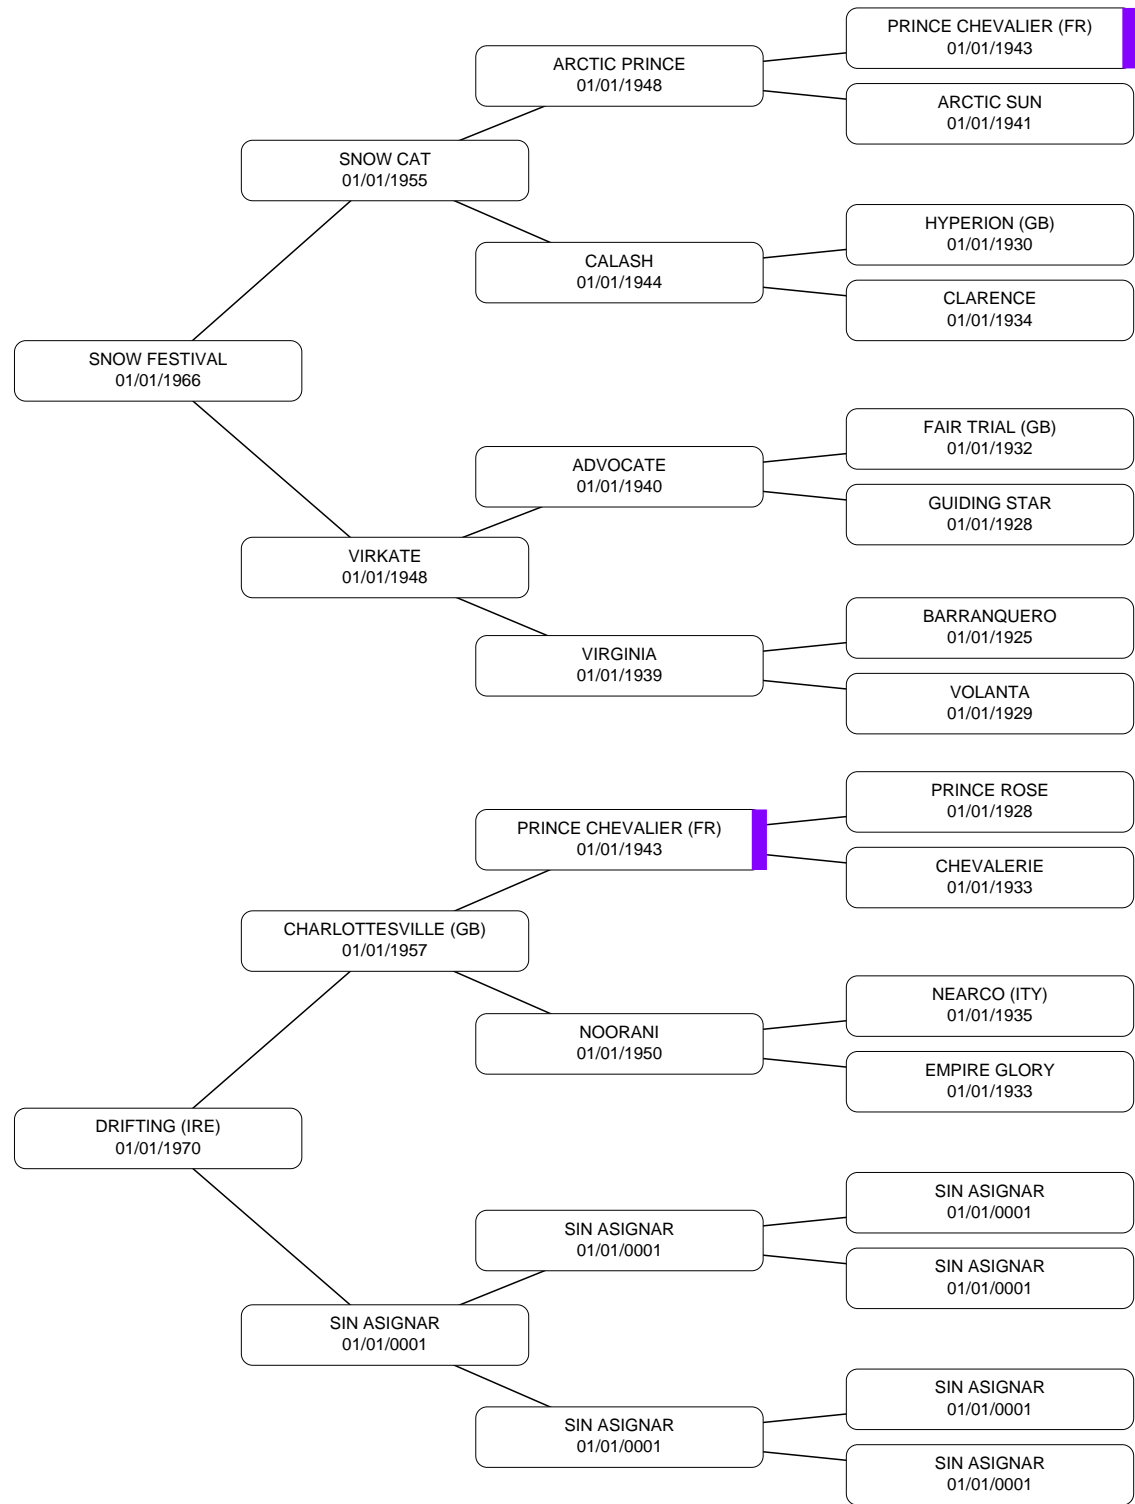 PRINCE CHEVALIER (FR)
01/01/1943
ARCTIC PRINCE
01/01/1948
ARCTIC SUN
01/01/1941
SNOW CAT
01/01/1955
HYPERION (GB)
01/01/1930
CALASH
01/01/1944
CLARENCE
01/01/1934
SNOW FESTIVAL
01/01/1966
FAIR TRIAL (GB)
01/01/1932
ADVOCATE
01/01/1940
GUIDING STAR
01/01/1928
VIRKATE
01/01/1948
BARRANQUERO
01/01/1925
VIRGINIA
01/01/1939
VOLANTA
01/01/1929
PRINCE ROSE
01/01/1928
PRINCE CHEVALIER (FR)
01/01/1943
CHEVALERIE
01/01/1933
CHARLOTTESVILLE (GB)
01/01/1957
NEARCO (ITY)
01/01/1935
NOORANI
01/01/1950
EMPIRE GLORY
01/01/1933
DRIFTING (IRE)
01/01/1970
SIN ASIGNAR
01/01/0001
SIN ASIGNAR
01/01/0001
SIN ASIGNAR
01/01/0001
SIN ASIGNAR
01/01/0001
SIN ASIGNAR
01/01/0001
SIN ASIGNAR
01/01/0001
SIN ASIGNAR
01/01/0001